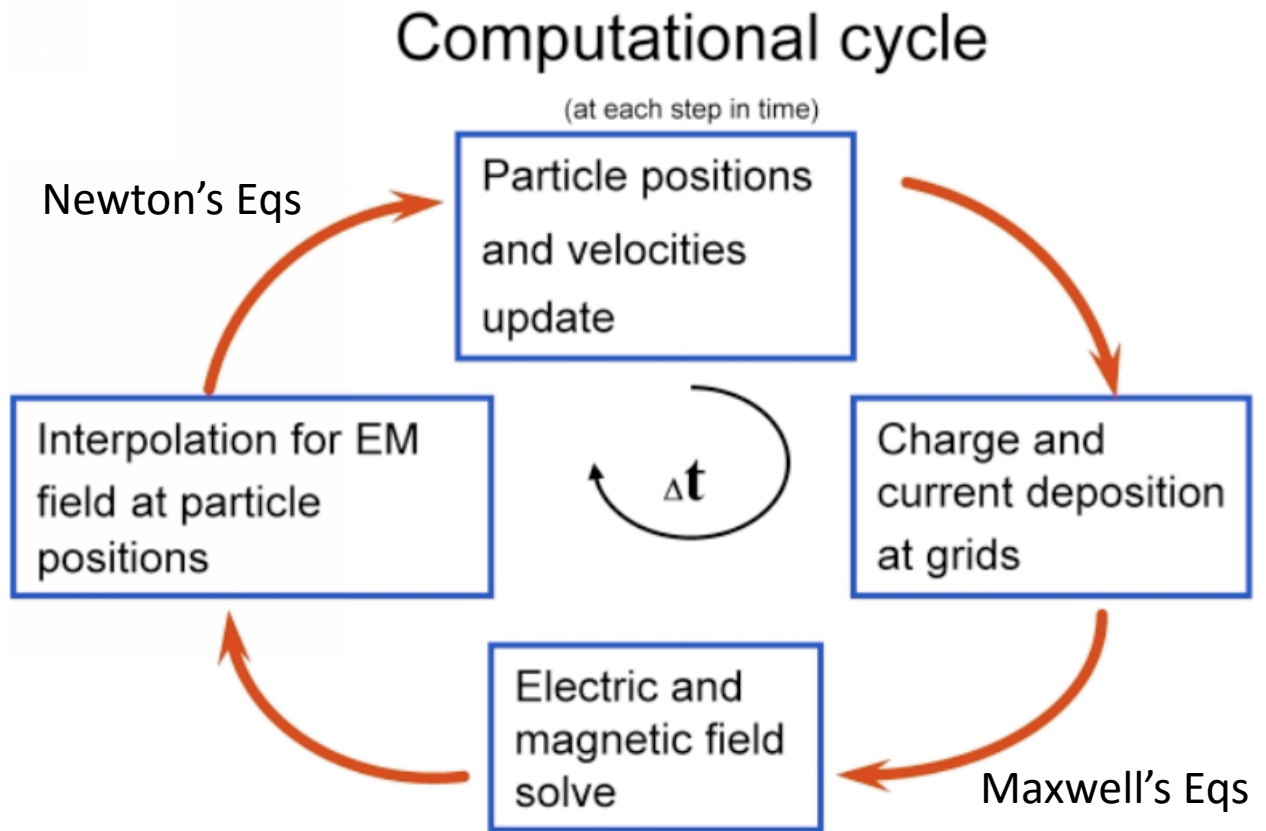 Computational cycle
(at each step in time)
Newton’s Eqs
Particle positions
and velocities
update
Interpolation for EM
field at particle
positions
Δt
Charge and
current deposition
at grids
Electric and
magnetic field
solve
Maxwell’s Eqs